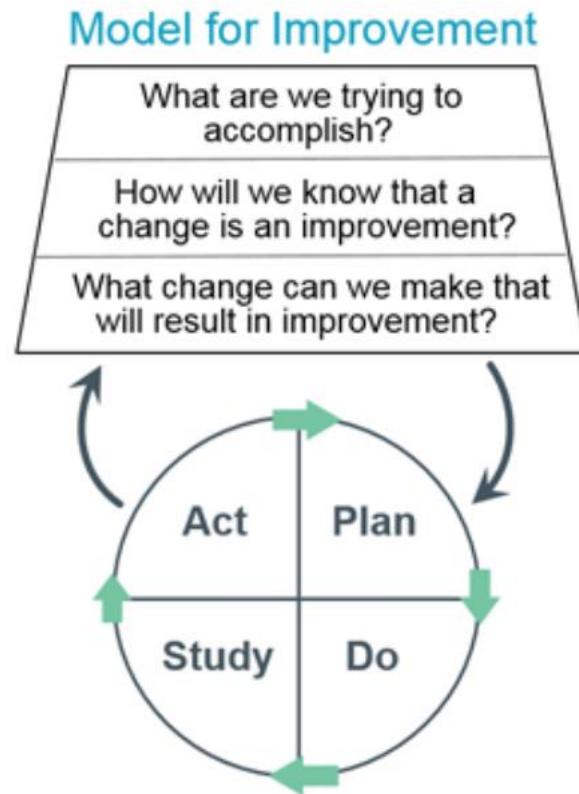 Model for Improvement
What are we trying to
accomplish?
How will we know that a
change is an improvement?
What change can we make that
will result in improvement?
Act
Plan
Study
Do